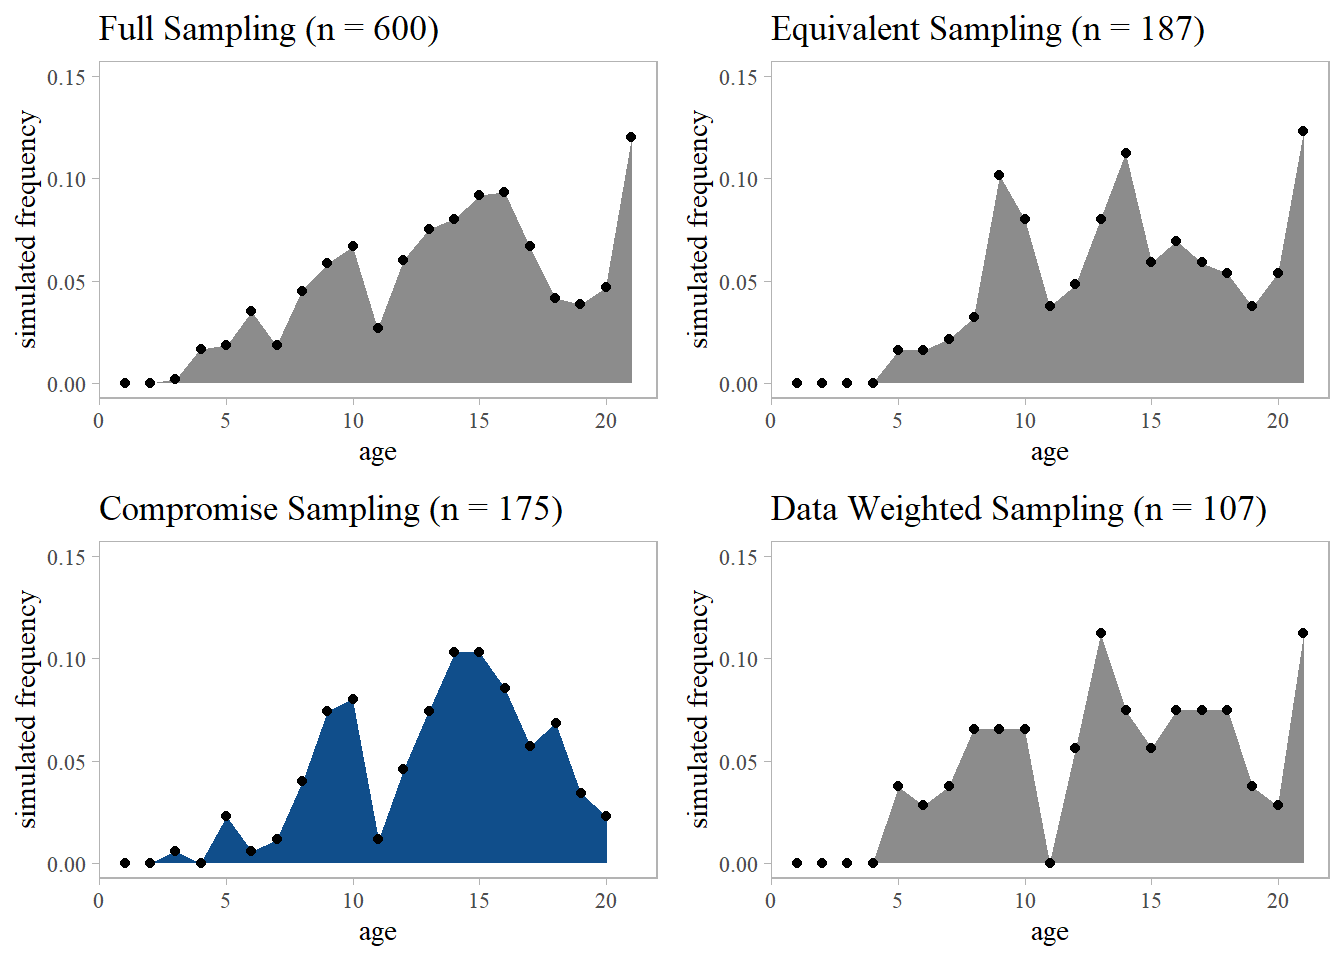 Full Sampling (n = 600)
simulated frequency
0.15
0.10
0.05
0.00
0 5 10 15 20
age
Equivalent Sampling (n = 187)
simulated frequency
0.15
0.10
0.05
0.00
0 5 10 15 20
age
Compromise Sampling (n = 175)
simulated frequency
0.15
0.10
0.05
0.00
0 5 10 15 20
age
Data Weighted Sampling (n = 107)
simulated frequency
0.15
0.10
0.05
0.00
0 5 10 15 20
age